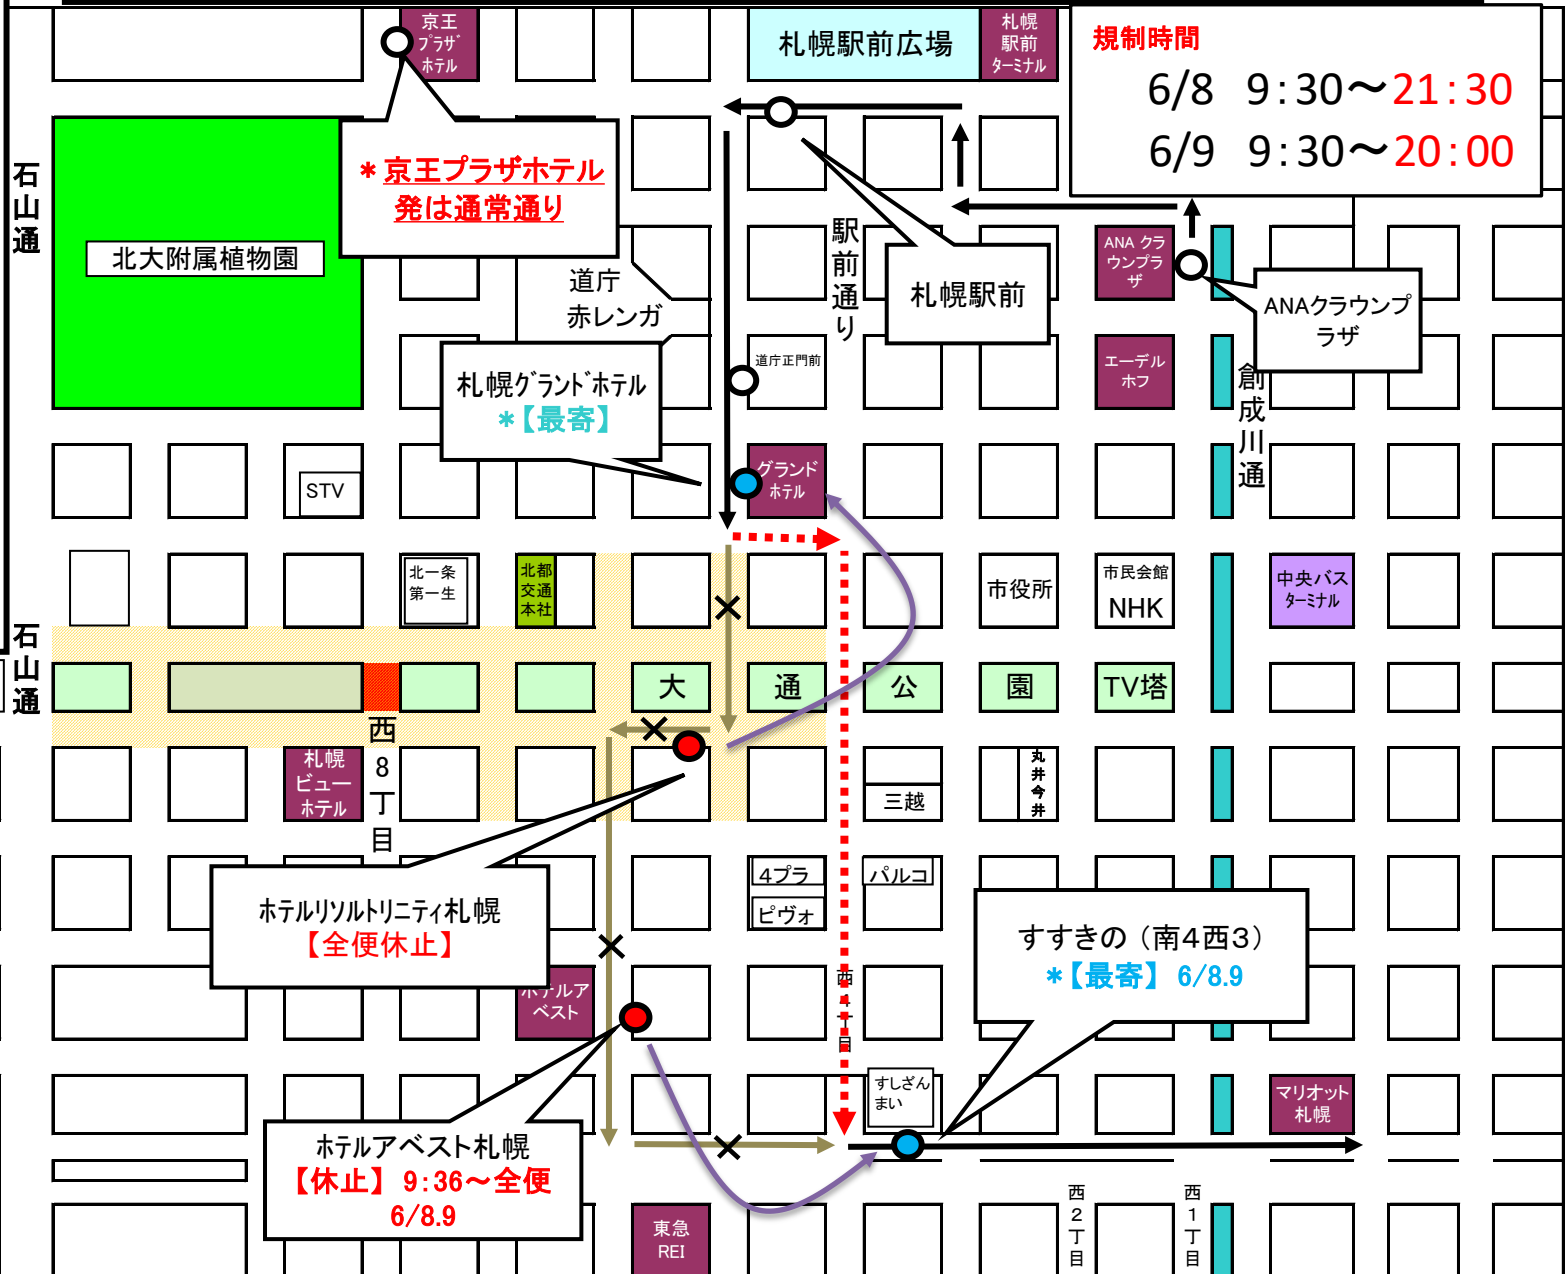 京王
プラザ
ホテル
札幌駅前広場
札幌
駅前
ターミナル
規制時間
6/8 9:30～21:30
6/9 9:30～20:00
石山通
*京王プラザホテル
発は通常通り
北大附属植物園
道庁
赤レンガ
駅前通り
札幌駅前
ANA クラ
ウンプラ
ザ
ANAクラウンプ
ラザ
札幌グランドホテル
*【最寄】
道庁正門前
エーデル
ホフ
創成川通
STV
グランド
ホテル
北一条
第一生
北都
交通
本社
市役所
市民会館
NHK
中央バス
ターミナル
石山通
大
通
公
園
TV塔
西8丁目
札幌
ビュー
ホテル
三越
丸井今井
4プラ
ピヴォ
パルコ
ホテルリソルトリニティ札幌
【全便休止】
すすきの（南4西3）
*【最寄】 6/8.9
ホテルア
ベスト
西4丁目
すしざん
まい
マリオット
札幌
ホテルアベスト札幌
【休止】 9:36～全便
6/8.9
東急
REI
西2丁目
西1丁目